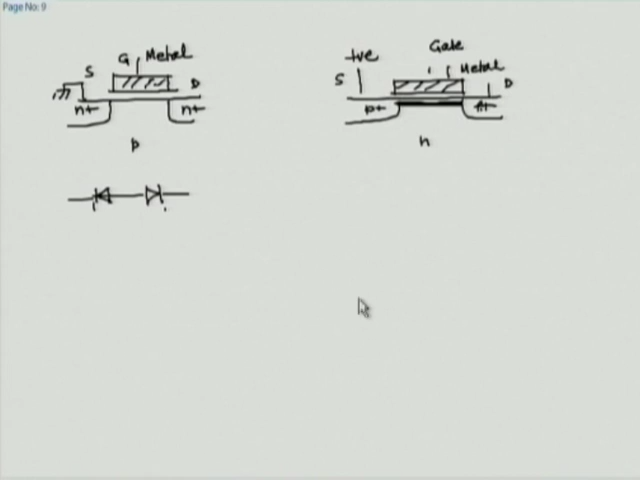 Page No: 9
G Metal
S
D
n+
n+
p
+ve
Gate
S
Metal
D
p+
n